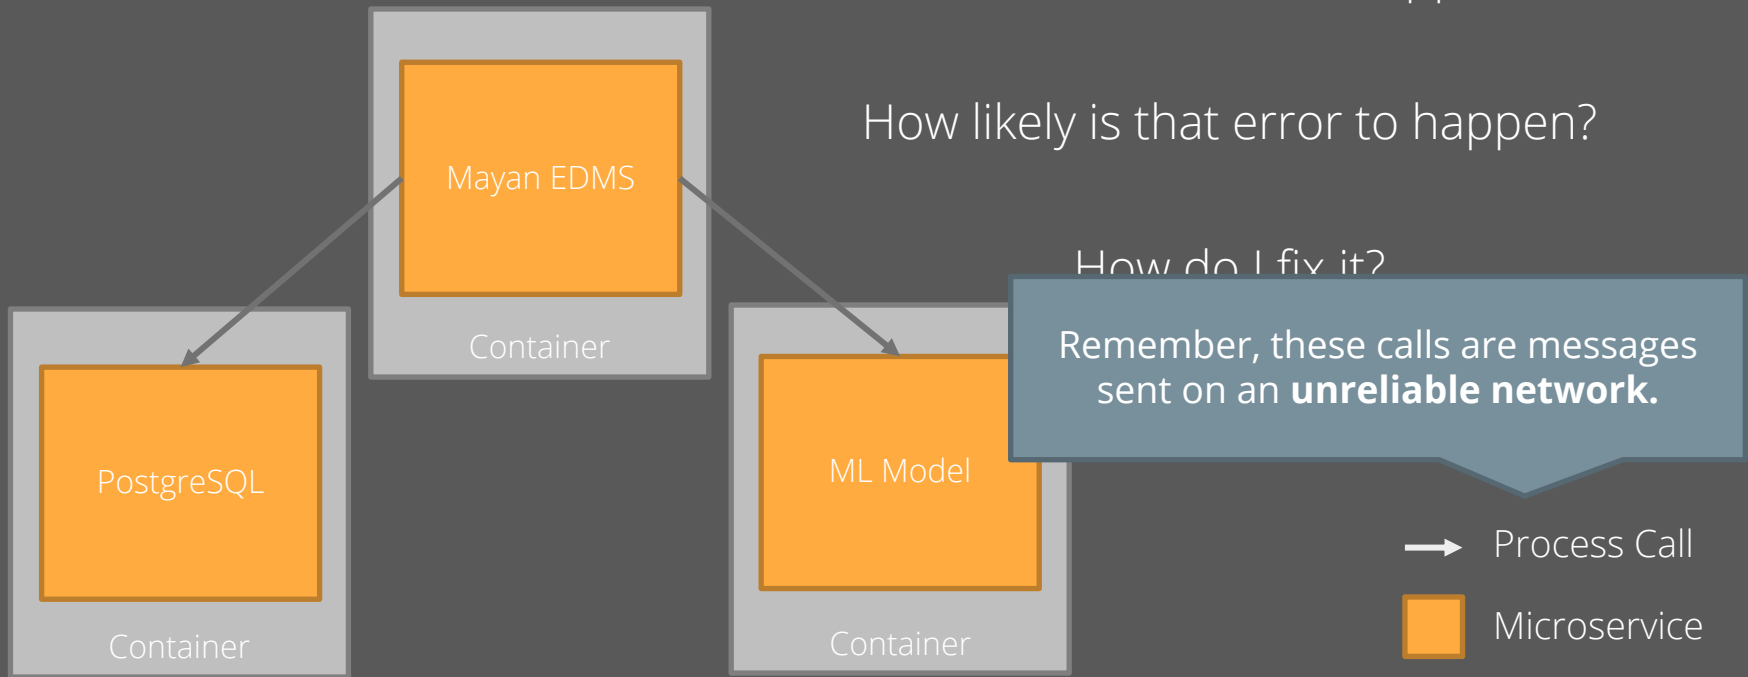 How likely is that error to happen?
Mayan EDMS
How do I fix it?
Container
Remember, these calls are messages
sent on an unreliable network.
PostgreSQL
ML Model
Process Call
Microservice
Container
Container